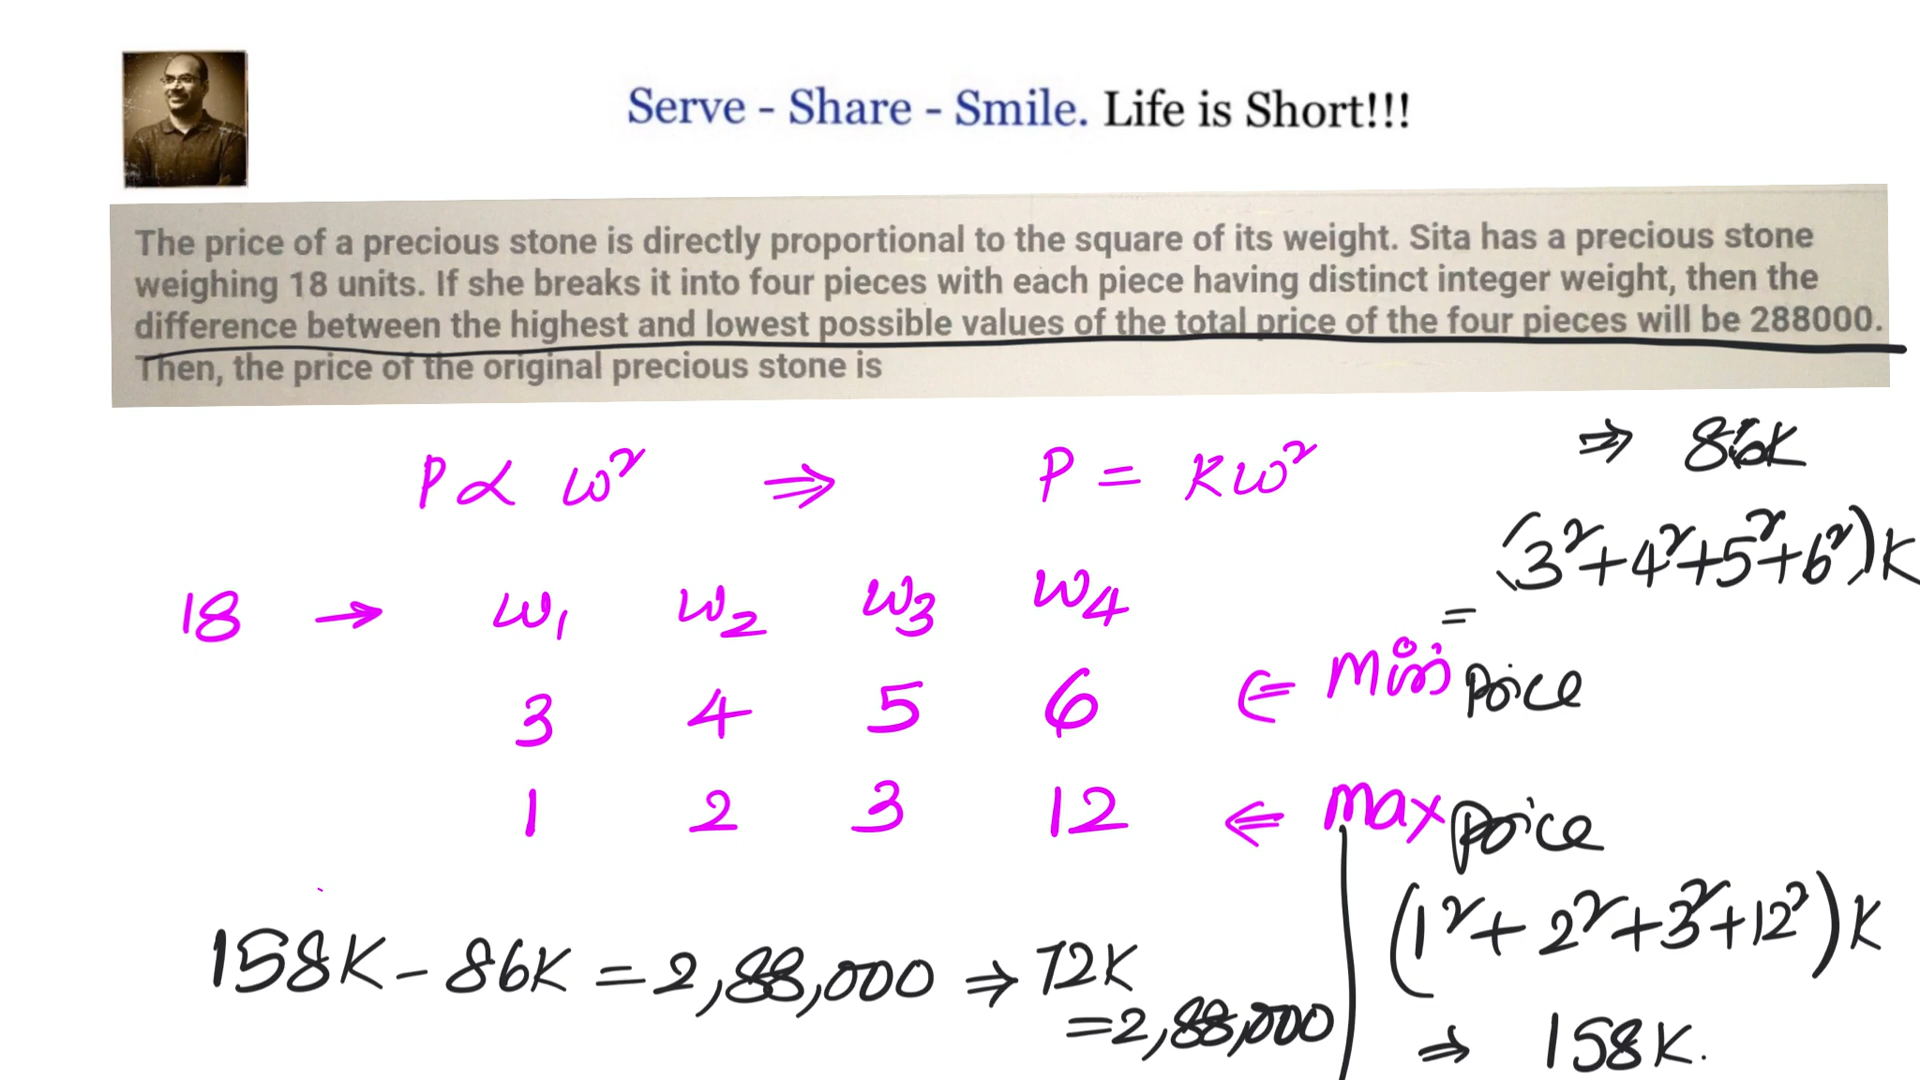 Serve - Share - Smile. Life is Short!!!
The price of a precious stone is directly proportional to the square of its weight. Sita has a precious stone
weighing 18 units. If she breaks it into four pieces with each piece having distinct integer weight, then the
difference between the highest and lowest possible values of the total price of the four pieces will be 288000.
Then, the price of the original precious stone is
P ∝ w² ⇒ P = Kw²
18 → w₁ w₂ w₃ w₄
3 4 5 6 ⇐ Min Price
= (3²+4²+5²+6²)K
⇒ 86K
1 2 3 12 ⇐ max Price
(1²+2²+3²+12²)K
⇒ 158K.
158K - 86K = 2,88,000 ⇒ 72K
= 2,88,000